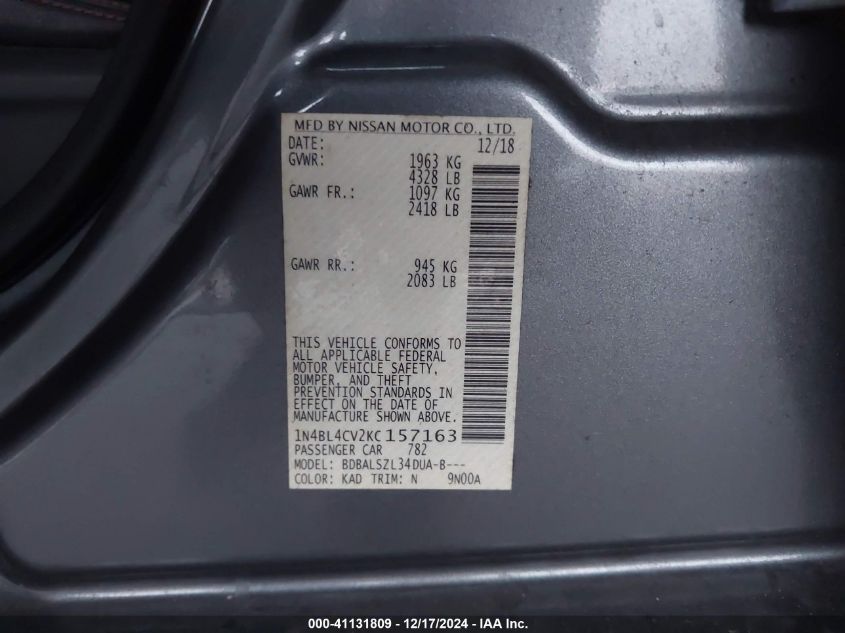 MFD BY NISSAN MOTOR CO., LTD.
DATE: 12/18
GVWR: 1963 KG
4328 LB
GAWR FR.: 1097 KG
2418 LB
GAWR RR.: 945 KG
2083 LB
THIS VEHICLE CONFORMS TO
ALL APPLICABLE FEDERAL
MOTOR VEHICLE SAFETY,
BUMPER, AND THEFT
PREVENTION STANDARDS IN
EFFECT ON THE DATE OF
MANUFACTURE SHOWN ABOVE.
1N4BL4CV2KC157163
PASSENGER CAR 782
MODEL: BDBALSZL34DUA-B---
COLOR: KAD TRIM: N 9N00A
000-41131809 - 12/17/2024 - IAA Inc.